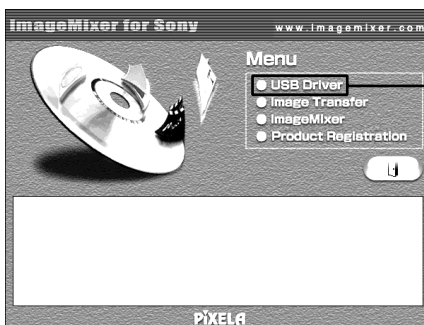 ImageMixer for Sony
www.imagemixer.com
Menu
USB Driver
Image Transfer
ImageMixer
Product Registration
PIXELA